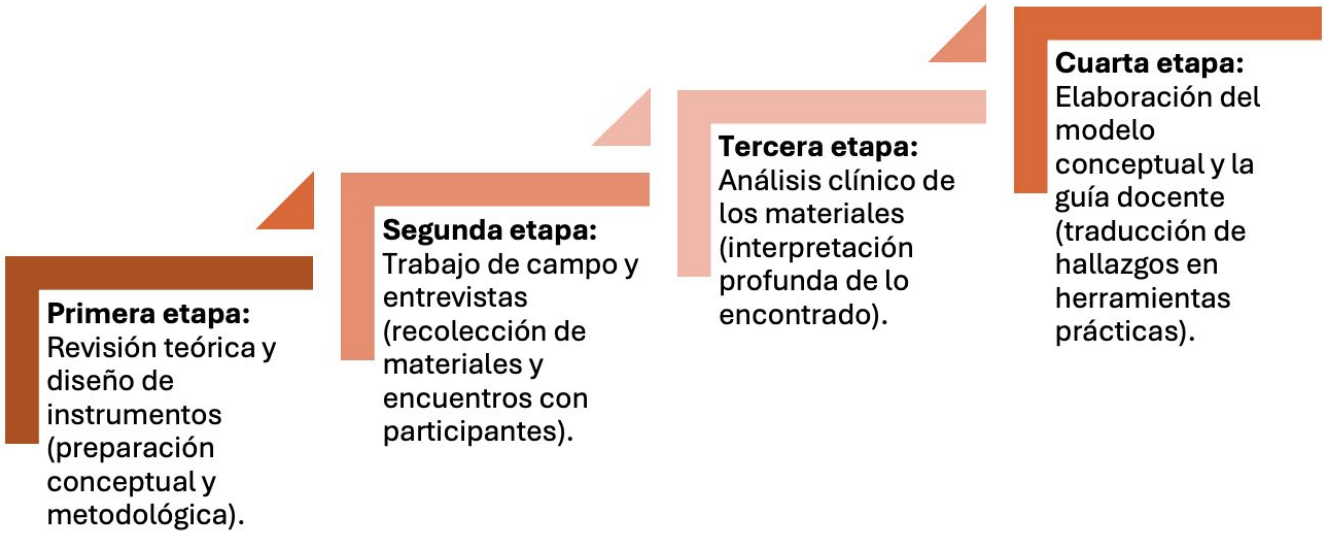 Primera etapa:
Revisión teórica y
diseño de
instrumentos
(preparación
conceptual y
metodológica).
Segunda etapa:
Trabajo de campo y
entrevistas
(recolección de
materiales y
encuentros con
participantes).
Tercera etapa:
Análisis clínico de
los materiales
(interpretación
profunda de lo
encontrado).
Cuarta etapa:
Elaboración del
modelo
conceptual y la
guía docente
(traducción de
hallazgos en
herramientas
prácticas).